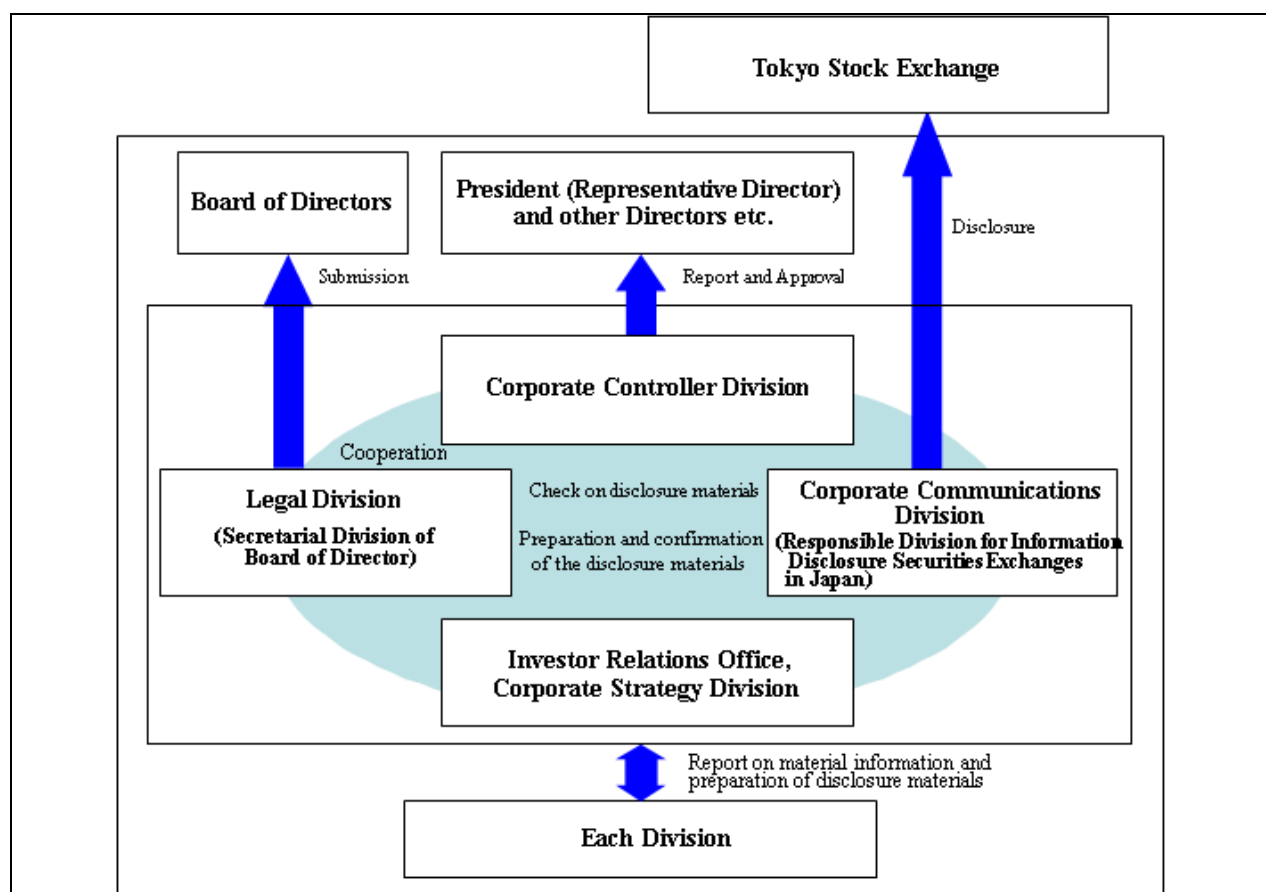 Tokyo Stock Exchange
Board of Directors
President (Representative Director)
and other Directors etc.
Disclosure
Submission
Report and Approval
Corporate Controller Division
Cooperation
Legal Division
(Secretarial Division of
Board of Director)
Check on disclosure materials
Preparation and confirmation
of the disclosure materials
Corporate Communications
Division
(Responsible Division for Information
Disclosure Securities Exchanges
in Japan)
Investor Relations Office,
Corporate Strategy Division
Report on material information and
preparation of disclosure materials
Each Division